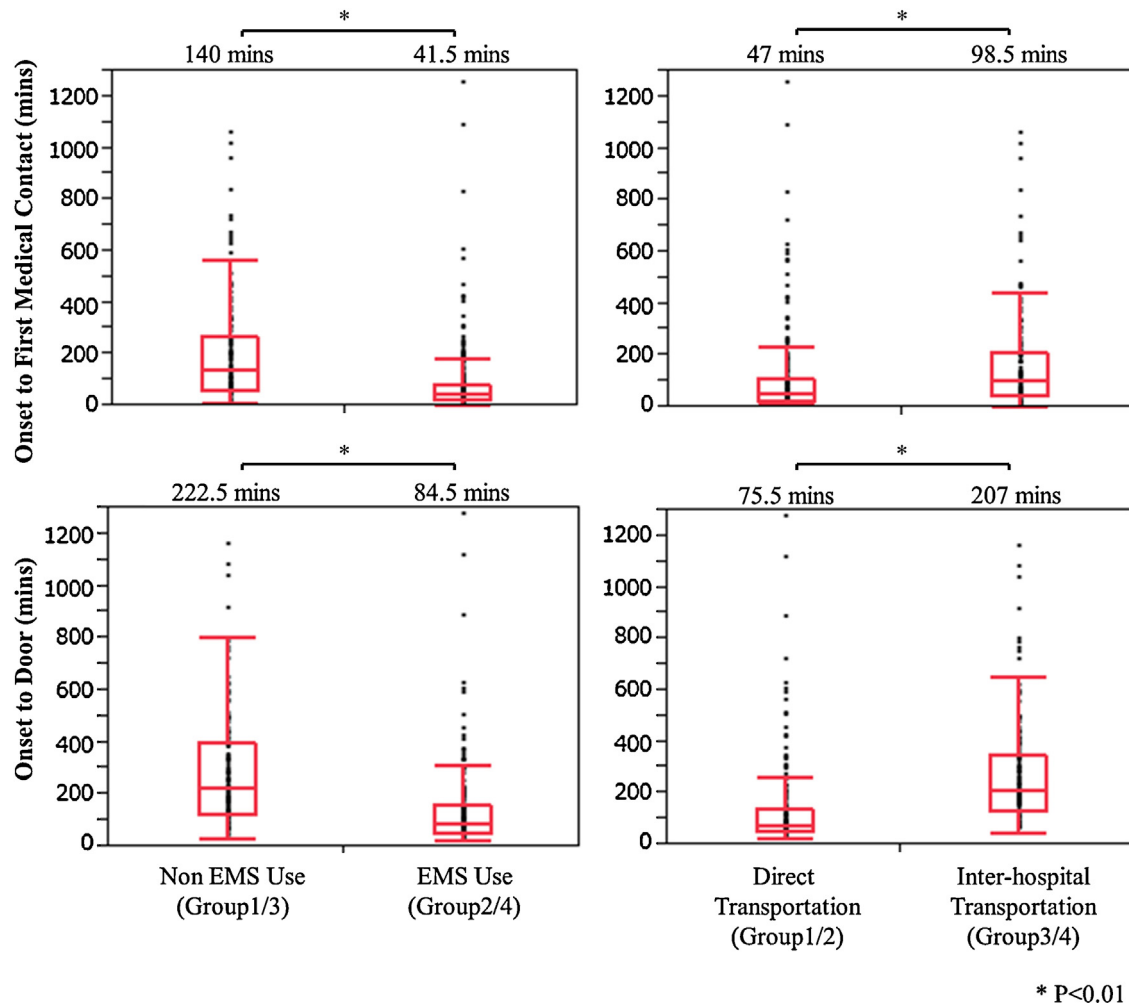 *
*
140 mins
41.5 mins
47 mins
98.5 mins
Onset to First Medical Contact (mins)
1200
1000
800
600
400
200
0
1200
1000
800
600
400
200
0
*
*
222.5 mins
84.5 mins
75.5 mins
207 mins
Onset to Door (mins)
1200
1000
800
600
400
200
0
1200
1000
800
600
400
200
0
Non EMS Use
(Group1/3)
EMS Use
(Group2/4)
Direct
Transportation
(Group1/2)
Inter-hospital
Transportation
(Group3/4)
* P<0.01